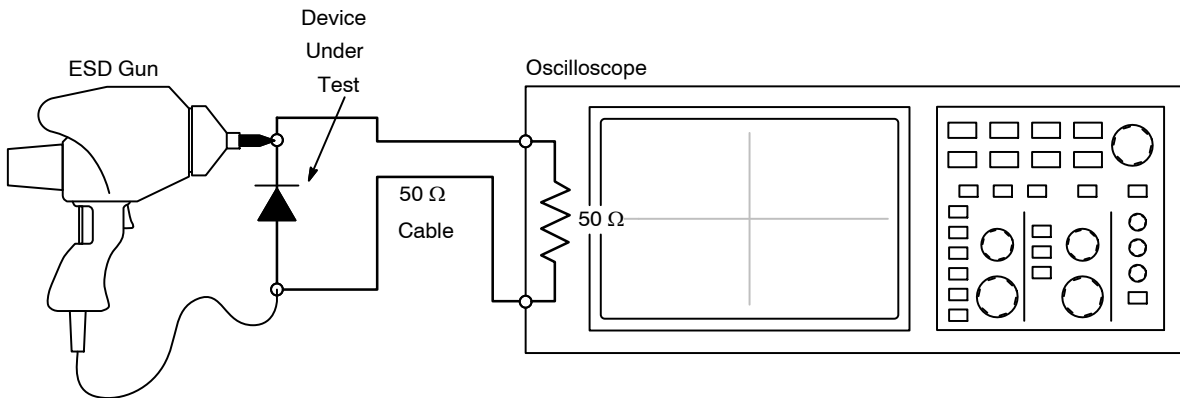 Device
Under
Test
ESD Gun
Oscilloscope
50 Ω
Cable
50 Ω